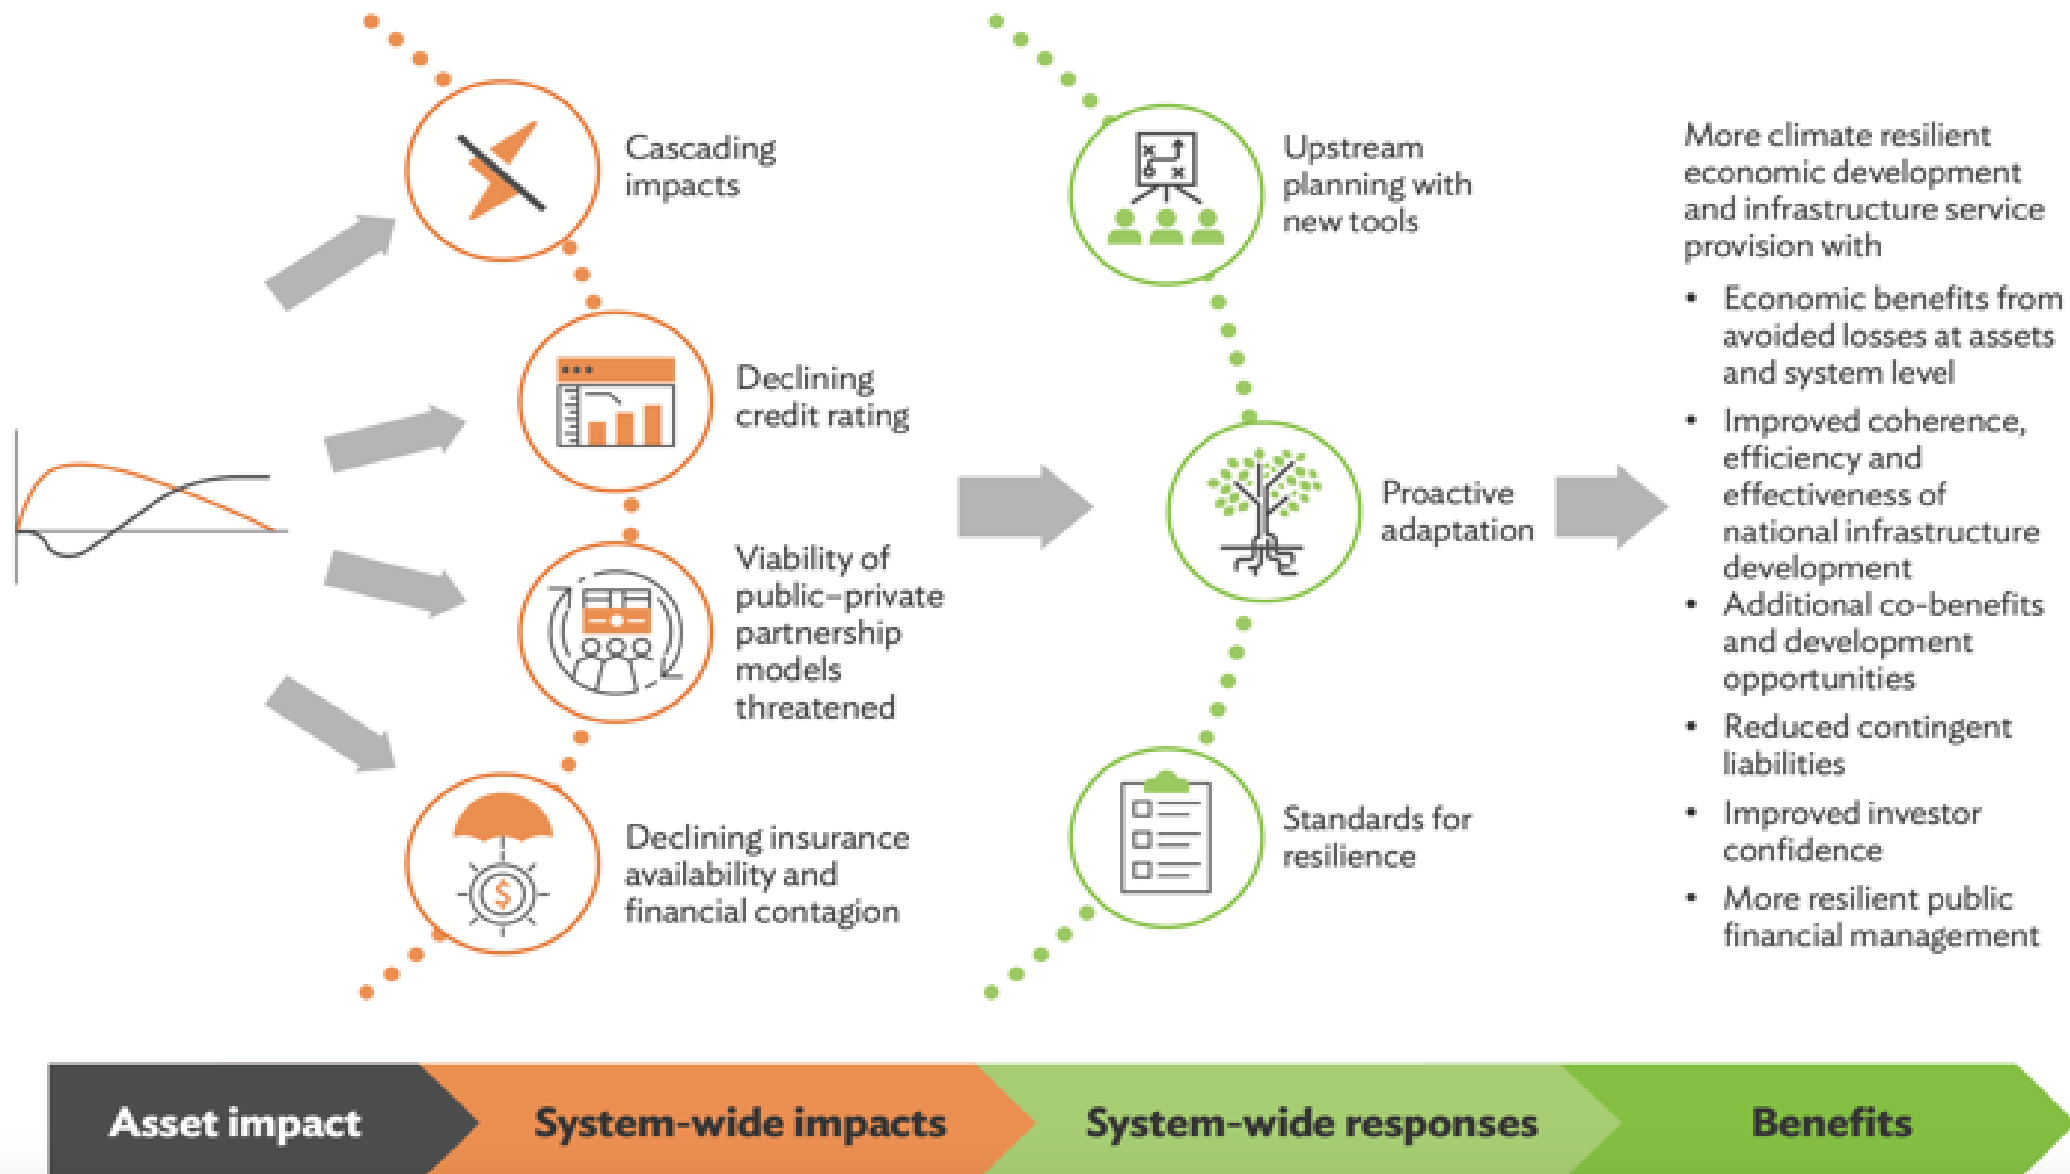 Cascading
impacts
Declining
credit rating
Viability of
public–private
partnership
models
threatened
$
Declining insurance
availability and
financial contagion
Upstream
planning with
new tools
Proactive
adaptation
Standards for
resilience
More climate resilient
economic development
and infrastructure service
provision with
• Economic benefits from
avoided losses at assets
and system level
• Improved coherence,
efficiency and
effectiveness of
national infrastructure
development
• Additional co-benefits
and development
opportunities
• Reduced contingent
liabilities
• Improved investor
confidence
• More resilient public
financial management
Asset impact
System-wide impacts
System-wide responses
Benefits